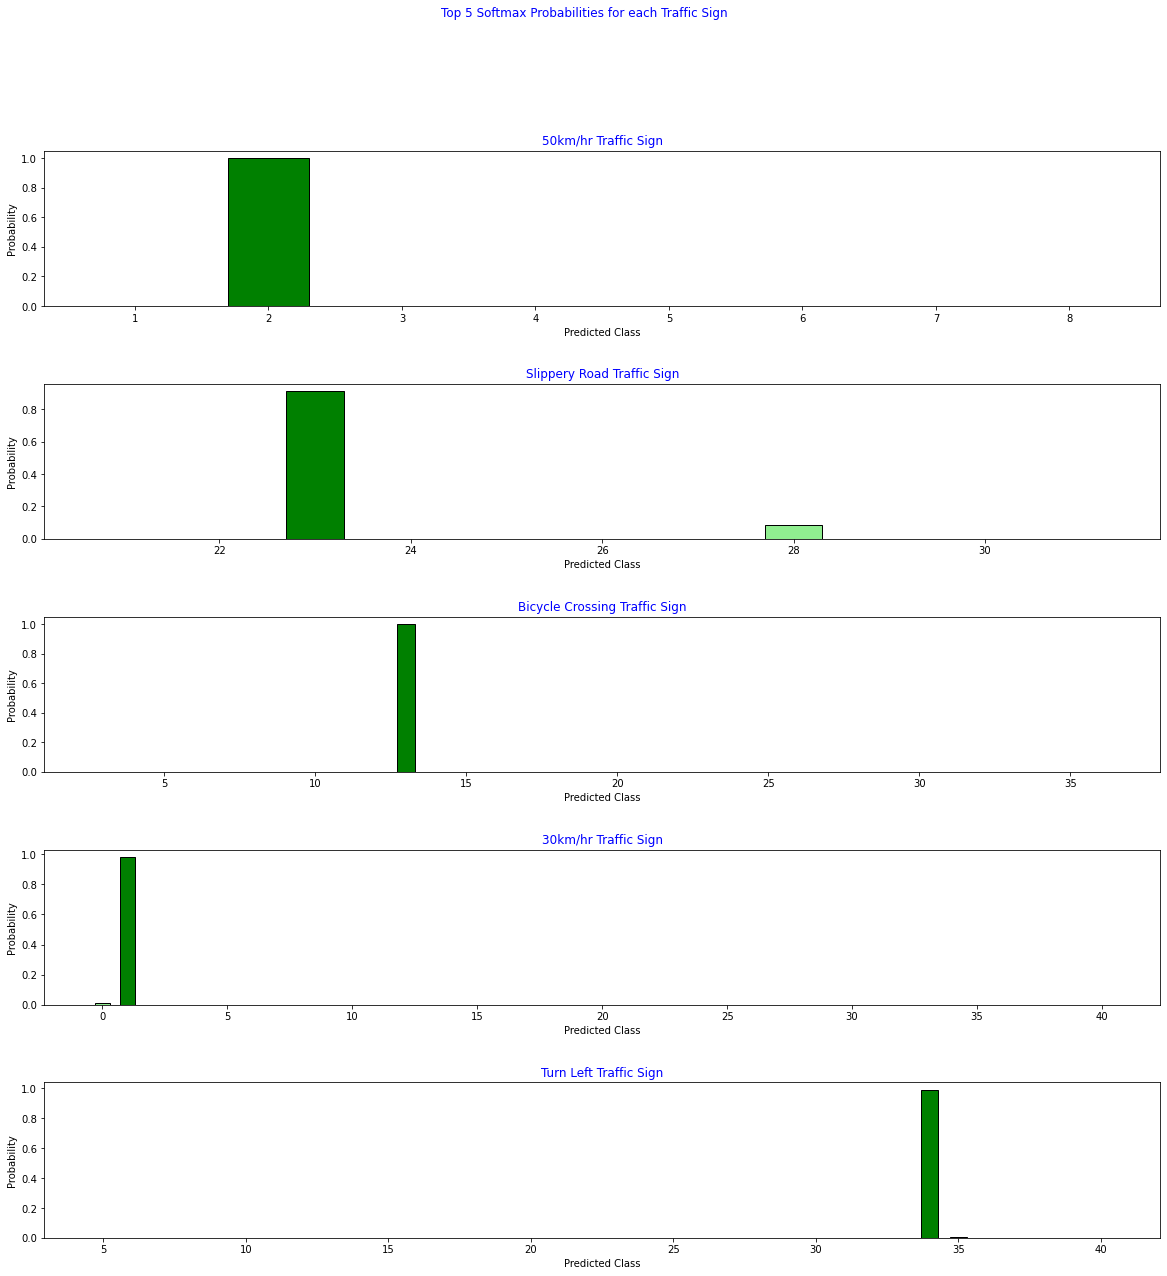 Top 5 Softmax Probabilities for each Traffic Sign
50km/hr Traffic Sign
1.0
0.8
0.6
0.4
0.2
0.0
Probability
1 2 3 4 5 6 7 8
Predicted Class
Slippery Road Traffic Sign
0.8
0.6
0.4
0.2
0.0
Probability
22 24 26 28 30
Predicted Class
Bicycle Crossing Traffic Sign
1.0
0.8
0.6
0.4
0.2
0.0
Probability
5 10 15 20 25 30 35
Predicted Class
30km/hr Traffic Sign
1.0
0.8
0.6
0.4
0.2
0.0
Probability
0 5 10 15 20 25 30 35 40
Predicted Class
Turn Left Traffic Sign
1.0
0.8
0.6
0.4
0.2
0.0
Probability
5 10 15 20 25 30 35 40
Predicted Class